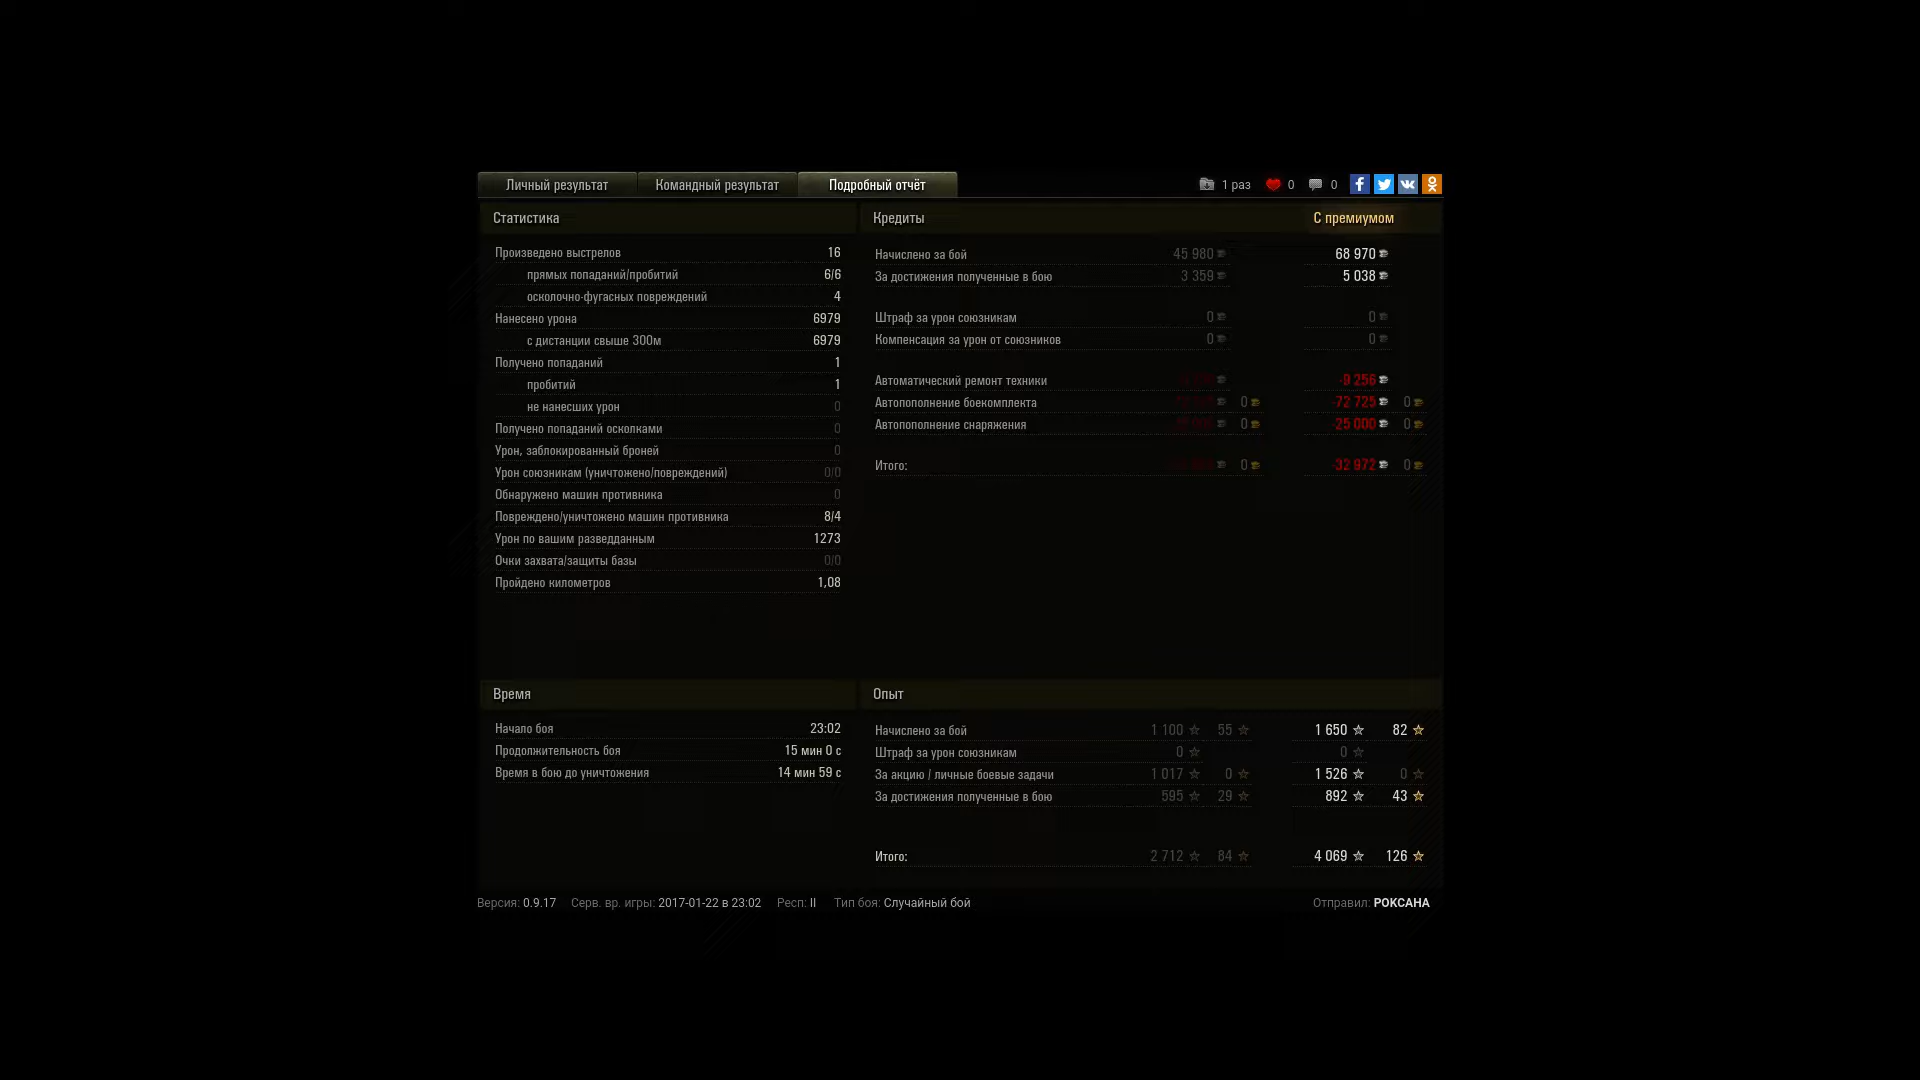 Личный результат Командный результат Подробный отчёт 1 раз 0 0
Статистика
Произведено выстрелов 16
прямых попаданий/пробитий 6/6
осколочно-фугасных повреждений 4
Нанесено урона 6979
с дистанции свыше 300м 6979
Получено попаданий 1
пробитий 1
не нанесших урон 0
Получено попаданий осколками 0
Урон, заблокированный броней 0
Урон союзникам (уничтожено/повреждений) 0/0
Обнаружено машин противника 0
Повреждено/уничтожено машин противника 8/4
Урон по вашим разведданным 1273
Очки захвата/защиты базы 0/0
Пройдено километров 1,08
Кредиты С премиумом
Начислено за бой 45 980 68 970
За достижения полученные в бою 3 359 5 038
Штраф за урон союзникам 0 0
Компенсация за урон от союзников 0 0
Автоматический ремонт техники -9 256
Автопополнение боекомплекта 0 -72 725 0
Автопополнение снаряжения 0 -25 000 0
Итого: 0 -32 972 0
Время
Начало боя 23:02
Продолжительность боя 15 мин 0 с
Время в бою до уничтожения 14 мин 59 с
Опыт
Начислено за бой 1 100 55 1 650 82
Штраф за урон союзникам 0 0
За акцию / личные боевые задачи 1 017 0 1 526 0
За достижения полученные в бою 595 29 892 43
Итого: 2 712 84 4 069 126
Версия: 0.9.17 Серв. вр. игры: 2017-01-22 в 23:02 Респ: II Тип боя: Случайный бой Отправил: POKCAHA